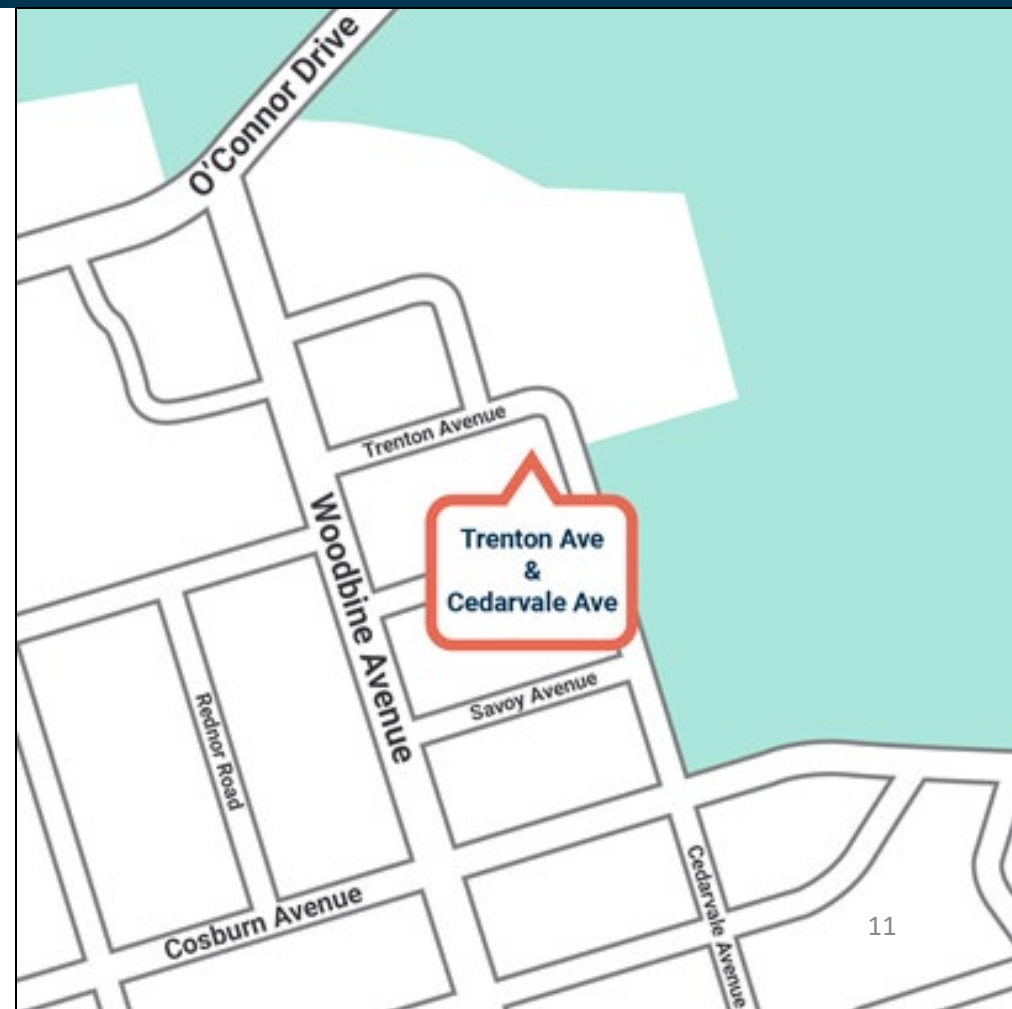 O'Connor Drive
Trenton Avenue
Woodbine Avenue
Trenton Ave
&
Cedarvale Ave
Savoy Avenue
Rednor Road
Cosburn Avenue
Cedarvale Avenue
11